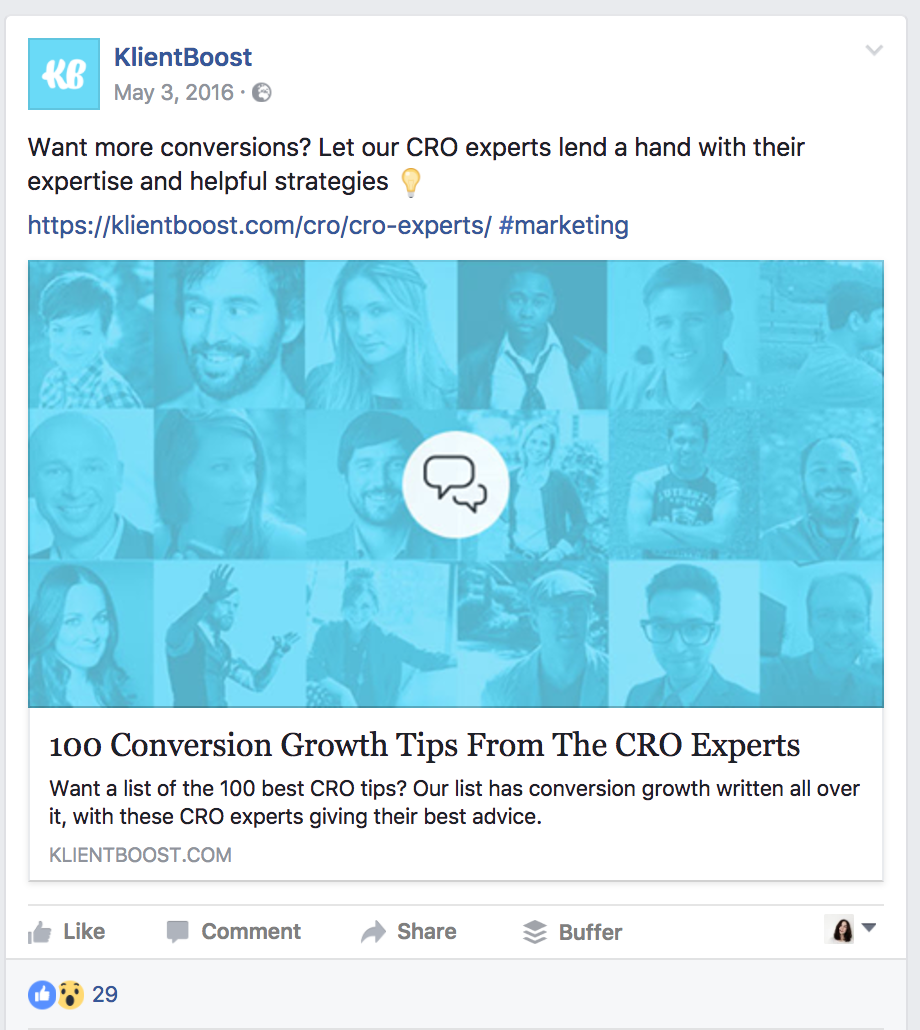 KB
KlientBoost
May 3, 2016 ·
Want more conversions? Let our CRO experts lend a hand with their
expertise and helpful strategies 💡
https://klientboost.com/cro/cro-experts/ #marketing
100 Conversion Growth Tips From The CRO Experts
Want a list of the 100 best CRO tips? Our list has conversion growth written all over
it, with these CRO experts giving their best advice.
KLIENTBOOST.COM
Like Comment Share Buffer
29